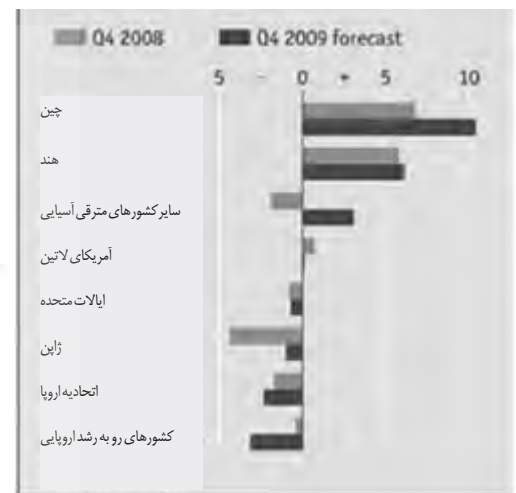 Q4 2008 Q4 2009 forecast
5 - 0 + 5 10
چین
هند
سایر کشورهای مترقی آسیایی
آمریکای لاتین
ایالات متحده
ژاپن
اتحادیه اروپا
کشورهای رو به رشد اروپایی